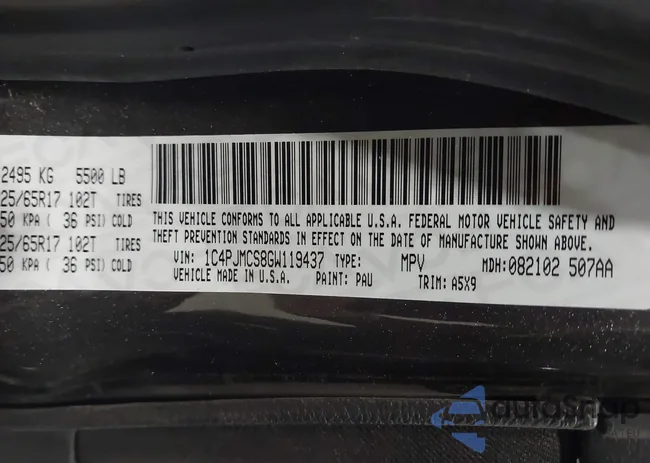 2495 KG 5500 LB
25/65R17 102T TIRES
50 KPA ( 36 PSI) COLD
25/65R17 102T TIRES
50 KPA ( 36 PSI) COLD
THIS VEHICLE CONFORMS TO ALL APPLICABLE U.S.A. FEDERAL MOTOR VEHICLE SAFETY AND
THEFT PREVENTION STANDARDS IN EFFECT ON THE DATE OF MANUFACTURE SHOWN ABOVE.
VIN: 1C4PJMCS8GW119437 TYPE: MPV MDH:082102 507AA
VEHICLE MADE IN U.S.A. PAINT: PAU TRIM: A5X9
autoSnap